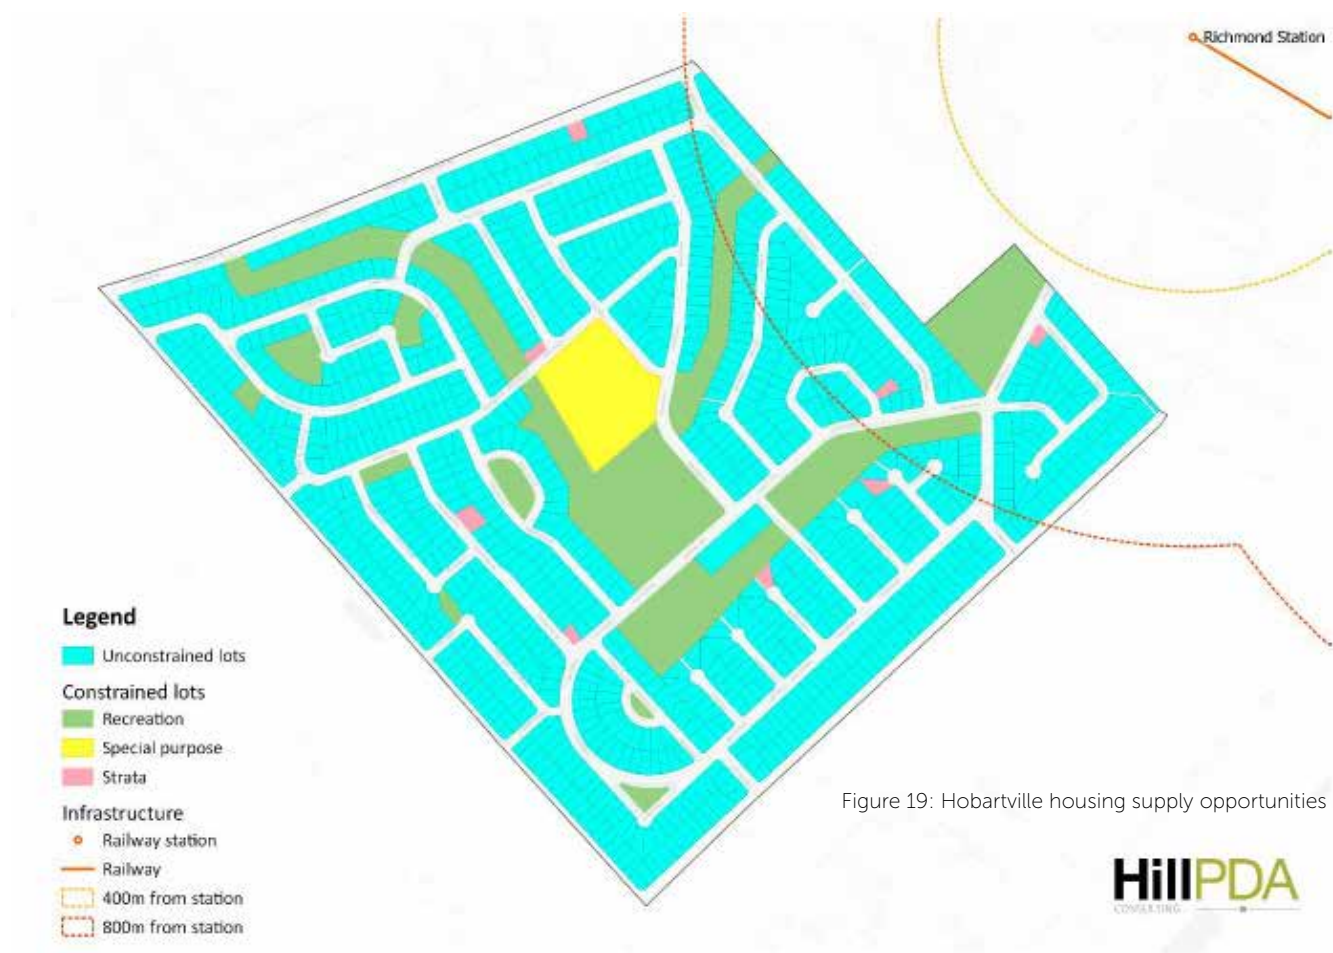 Richmond Station
Legend
Unconstrained lots
Constrained lots
Recreation
Special purpose
Strata
Infrastructure
Railway station
Railway
400m from station
800m from station
Figure 19: Hobartville housing supply opportunities
HillPDA
CONSULTING